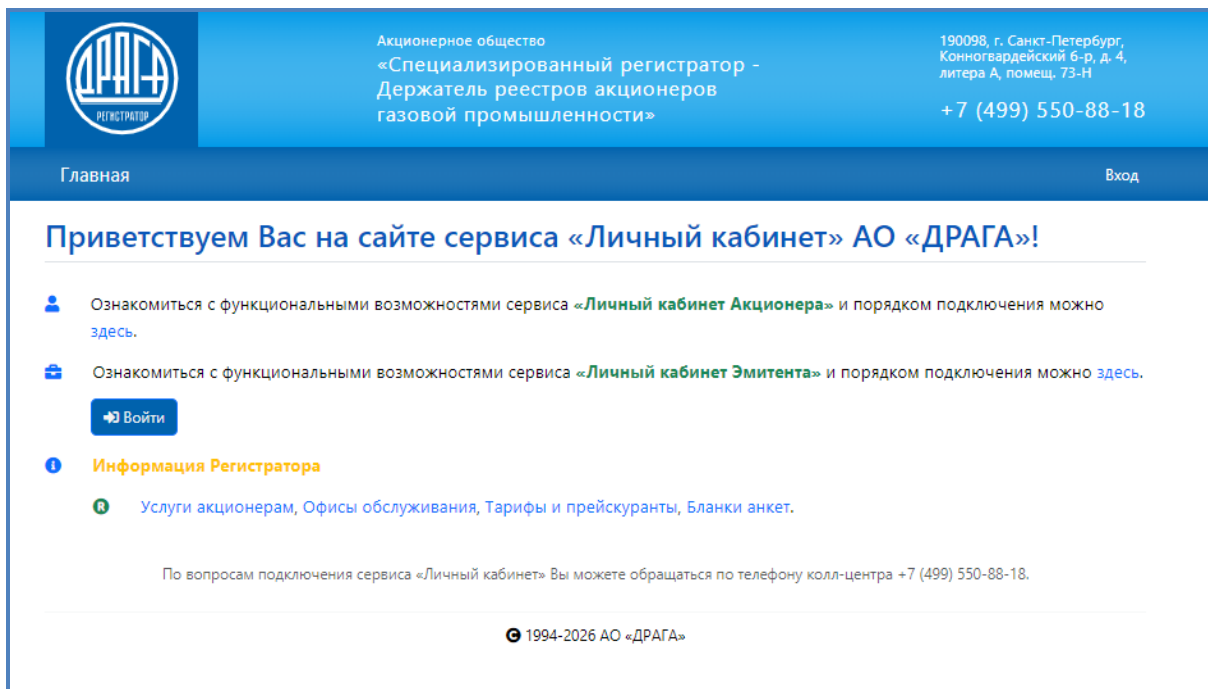 ДРАГА
РЕГИСТРАТОР
Акционерное общество
«Специализированный регистратор -
Держатель реестров акционеров
газовой промышленности»
190098, г. Санкт-Петербург,
Конногвардейский б-р, д. 4,
литера А, помещ. 73-Н
+7 (499) 550-88-18
Главная
Вход
Приветствуем Вас на сайте сервиса «Личный кабинет» АО «ДРАГА»!
Ознакомиться с функциональными возможностями сервиса «Личный кабинет Акционера» и порядком подключения можно
здесь.
Ознакомиться с функциональными возможностями сервиса «Личный кабинет Эмитента» и порядком подключения можно здесь.
Войти
Информация Регистратора
R Услуги акционерам, Офисы обслуживания, Тарифы и прейскуранты, Бланки анкет.
По вопросам подключения сервиса «Личный кабинет» Вы можете обращаться по телефону колл-центра +7 (499) 550-88-18.
1994-2026 АО «ДРАГА»